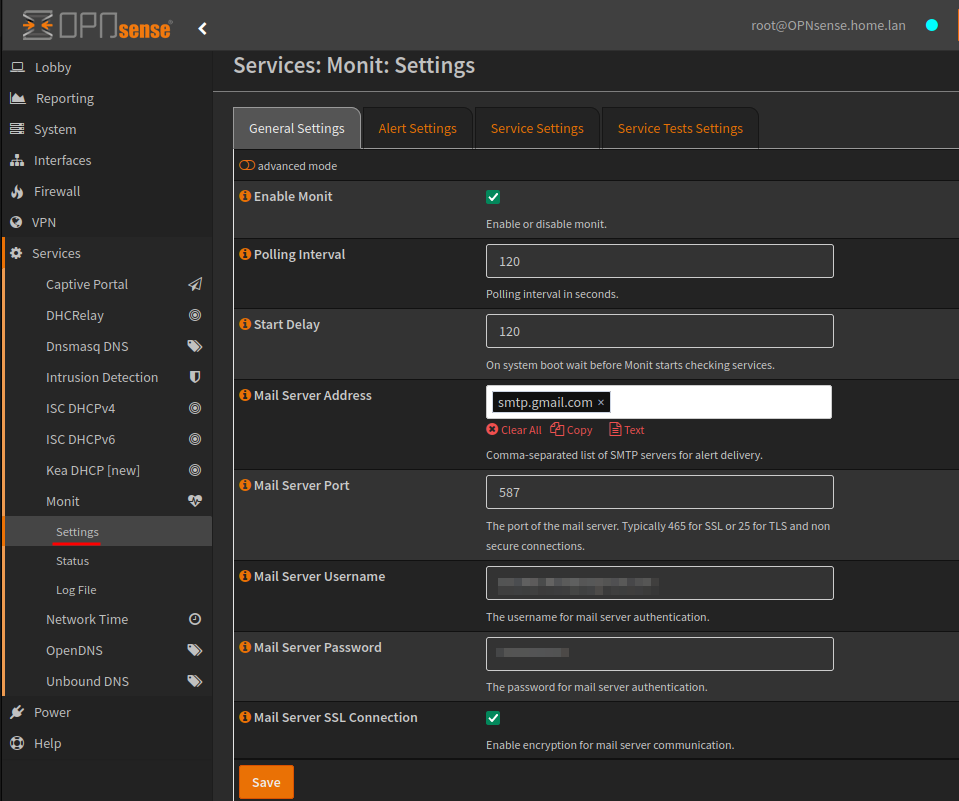 OPNsense
root@OPNsense.home.lan
Lobby
Reporting
System
Interfaces
Firewall
VPN
Services
Captive Portal
DHCRelay
Dnsmasq DNS
Intrusion Detection
ISC DHCPv4
ISC DHCPv6
Kea DHCP [new]
Monit
Settings
Status
Log File
Network Time
OpenDNS
Unbound DNS
Power
Help
Services: Monit: Settings
General Settings
Alert Settings
Service Settings
Service Tests Settings
advanced mode
Enable Monit
Enable or disable monit.
Polling Interval
120
Polling interval in seconds.
Start Delay
120
On system boot wait before Monit starts checking services.
Mail Server Address
smtp.gmail.com ×
Clear All Copy Text
Comma-separated list of SMTP servers for alert delivery.
Mail Server Port
587
The port of the mail server. Typically 465 for SSL or 25 for TLS and non
secure connections.
Mail Server Username
The username for mail server authentication.
Mail Server Password
The password for mail server authentication.
Mail Server SSL Connection
Enable encryption for mail server communication.
Save